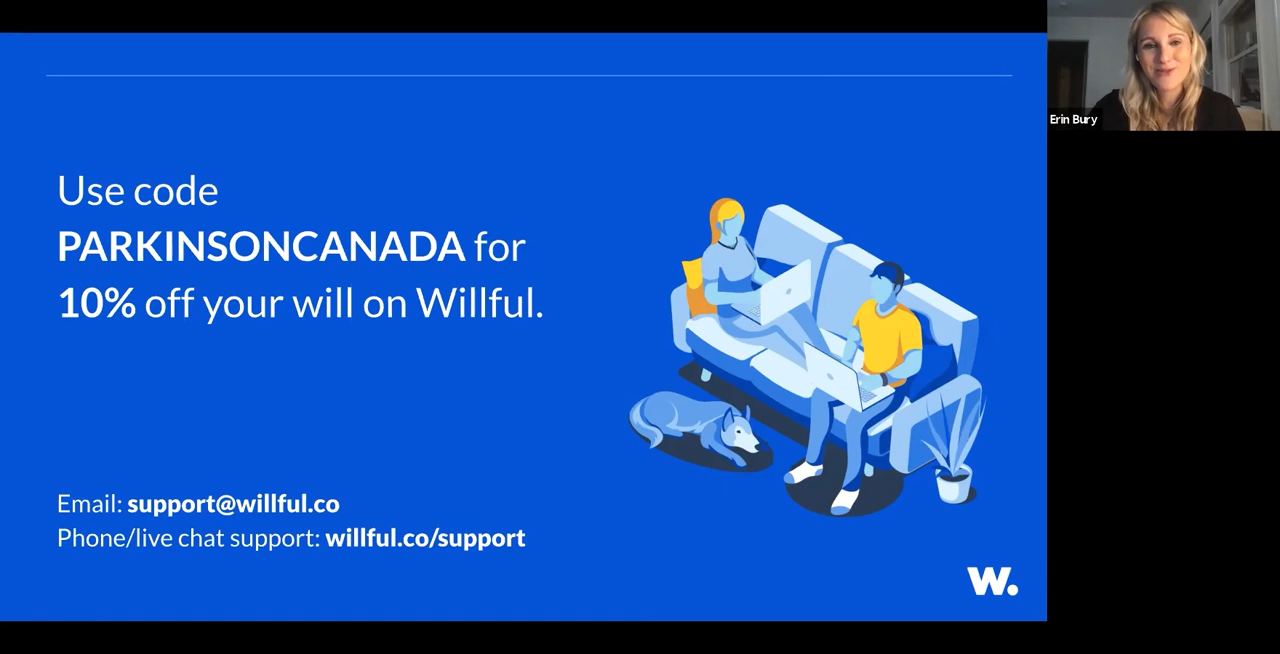 Use code
PARKINSONCANADA for
10% off your will on Willful.
Email: support@willful.co
Phone/live chat support: willful.co/support
W.
Erin Bury